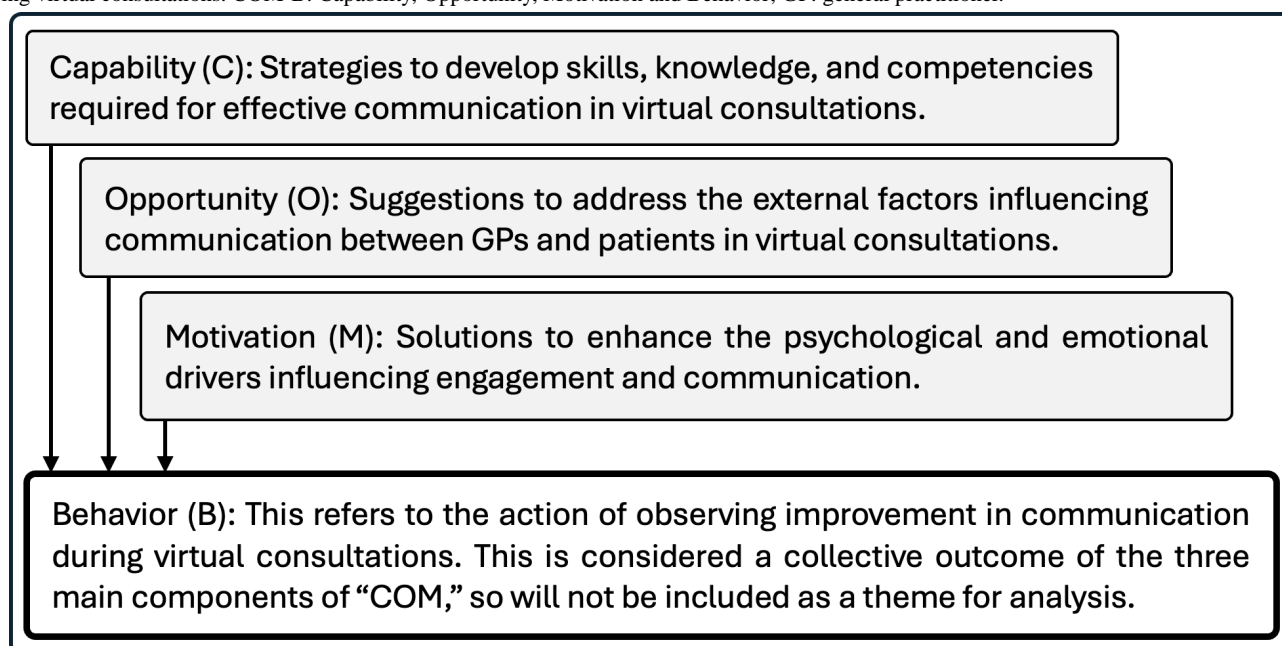 Capability (C): Strategies to develop skills, knowledge, and competencies
required for effective communication in virtual consultations.
Opportunity (O): Suggestions to address the external factors influencing
communication between GPs and patients in virtual consultations.
Motivation (M): Solutions to enhance the psychological and emotional
drivers influencing engagement and communication.
Behavior (B): This refers to the action of observing improvement in communication
during virtual consultations. This is considered a collective outcome of the three
main components of “COM,” so will not be included as a theme for analysis.